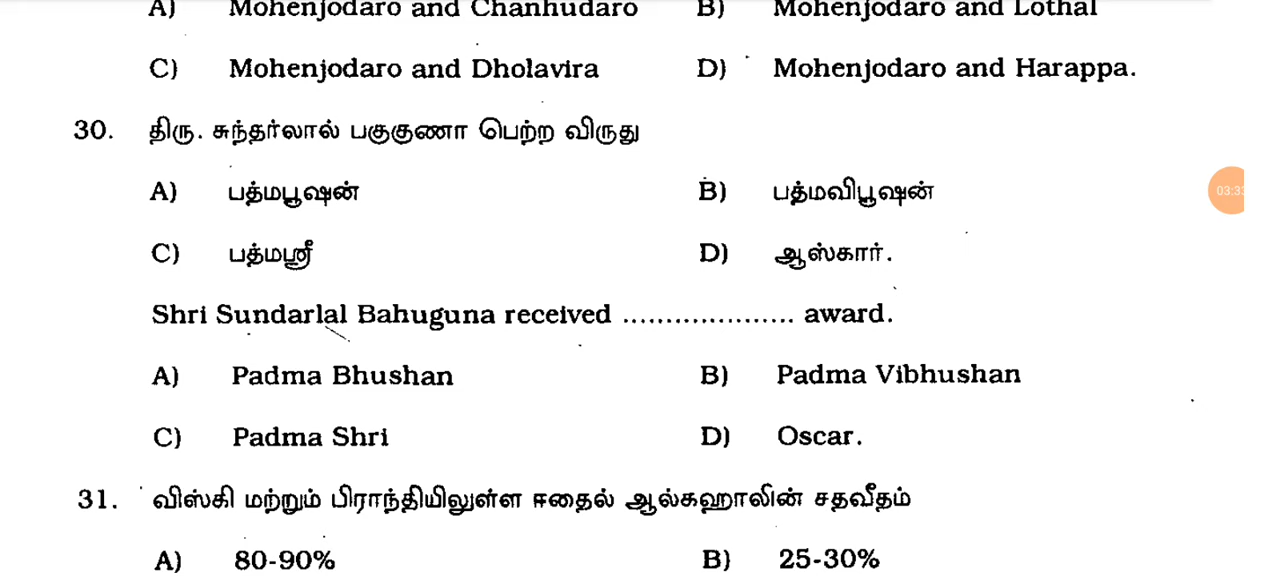 A) Mohenjodaro and Chanhudaro B) Mohenjodaro and Lothal
C) Mohenjodaro and Dholavira D) Mohenjodaro and Harappa.
30. திரு. சுந்தர்லால் பகுகுணா பெற்ற விருது
A) பத்மபூஷன் B) பத்மவிபூஷன்
C) பத்மஸ்ரீ D) ஆஸ்கார்.
Shri Sundarlal Bahuguna received .................... award.
A) Padma Bhushan B) Padma Vibhushan
C) Padma Shri D) Oscar.
31. விஸ்கி மற்றும் பிராந்தியிலுள்ள ஈதைல் ஆல்கஹாலின் சதவீதம்
A) 80-90% B) 25-30%